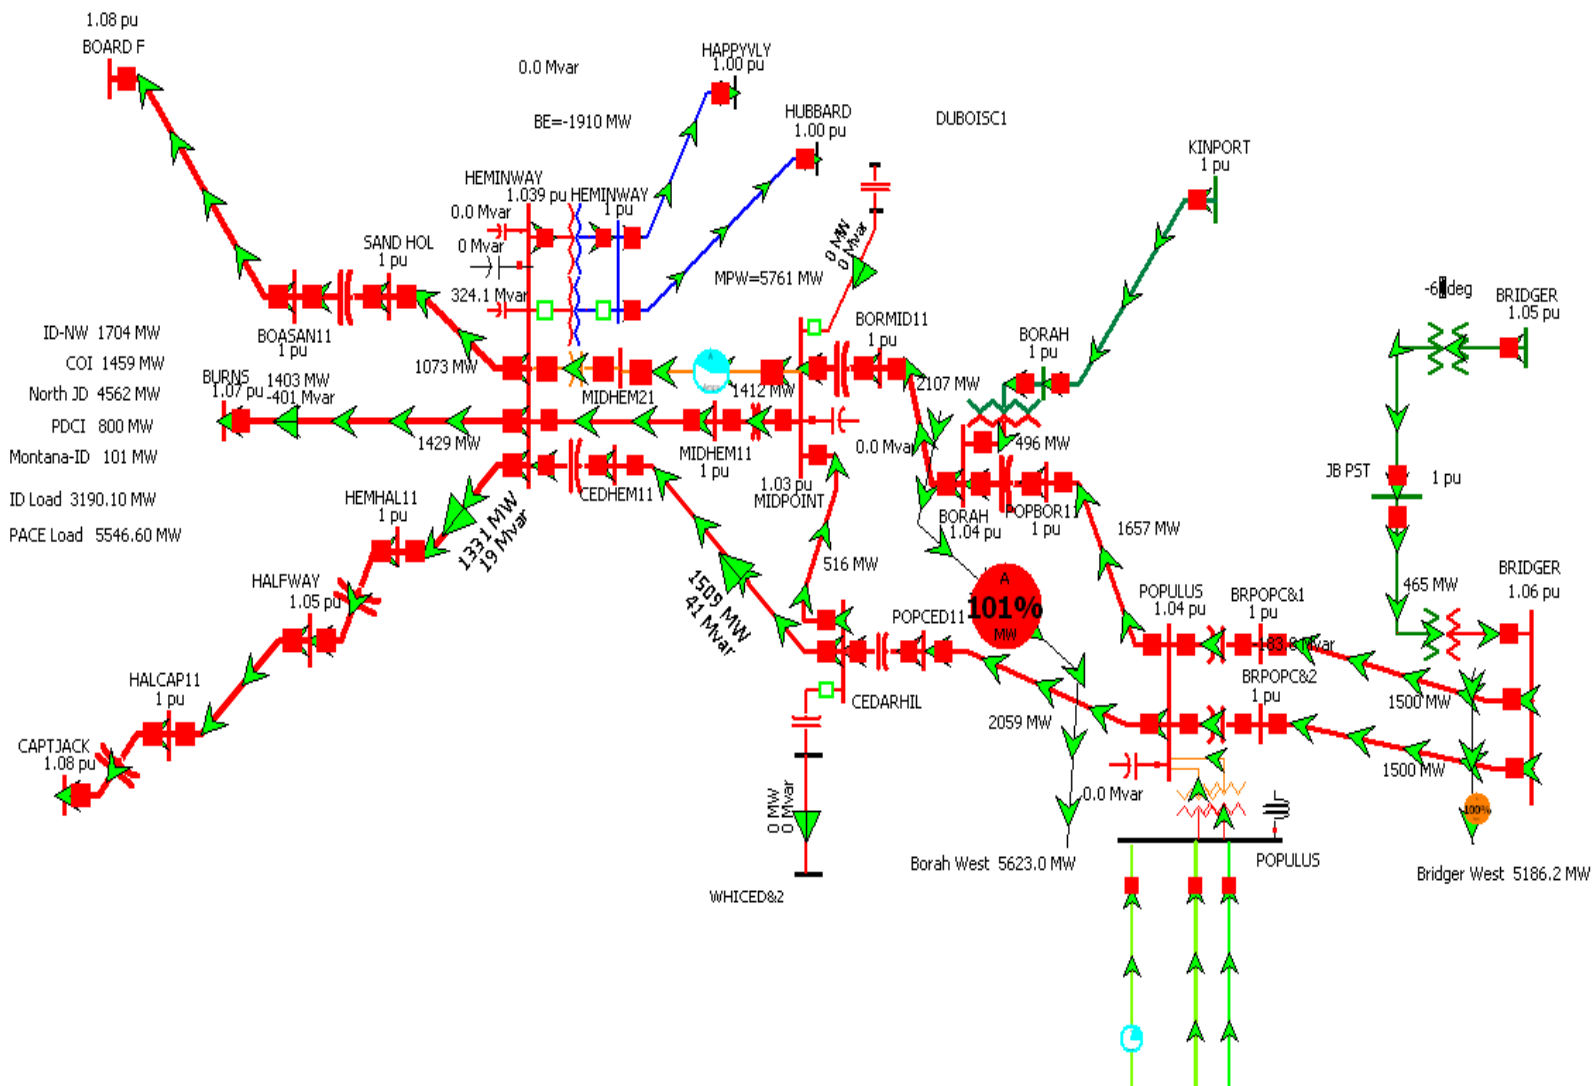 1.08 pu
BOARD F
0.0 Mvar
HAPPYVLY
1.00 pu
BE=-1910 MW
HUBBARD
1.00 pu
DUBOISC1
KINPORT
1 pu
HEMINWAY
1.039 pu
HEMINWAY
1 pu
0.0 Mvar
0 Mvar
324.1 Mvar
SAND HOL
1 pu
0 MW
0 Mvar
MPW=5761 MW
BOASAN11
1 pu
BORMID11
1 pu
BORAH
1 pu
deg
BRIDGER
1.05 pu
ID-NW 1704 MW
COI 1459 MW
North JD 4562 MW
PDCI 800 MW
Montana-ID 101 MW
ID Load 3190.10 MW
PACE Load 5546.60 MW
BURNS
1.07 pu
1403 MW
-401 Mvar
1073 MW
MIDHEM21
1412 MW
2107 MW
1429 MW
MIDHEM11
1 pu
0.0 Mvar
496 MW
CEDHEM11
1.03 pu
MIDPOINT
BORAH
1.04 pu
POPBOR11
1 pu
JB PST
1 pu
HEMHAL11
1 pu
1331 MW
19 Mvar
1657 MW
516 MW
1509 MW
41 Mvar
A
101%
MW
HALFWAY
1.05 pu
POPCED11
POPULUS
1.04 pu
BRPOPC&1
1 pu
465 MW
BRIDGER
1.06 pu
HALCAP11
1 pu
CEDARHIL
BRPOPC&2
1 pu
2059 MW
1500 MW
1500 MW
CAPTJACK
1.08 pu
0.0 Mvar
0 MW
0 Mvar
100%
Borah West 5623.0 MW
POPULUS
Bridger West 5186.2 MW
WHICED&2